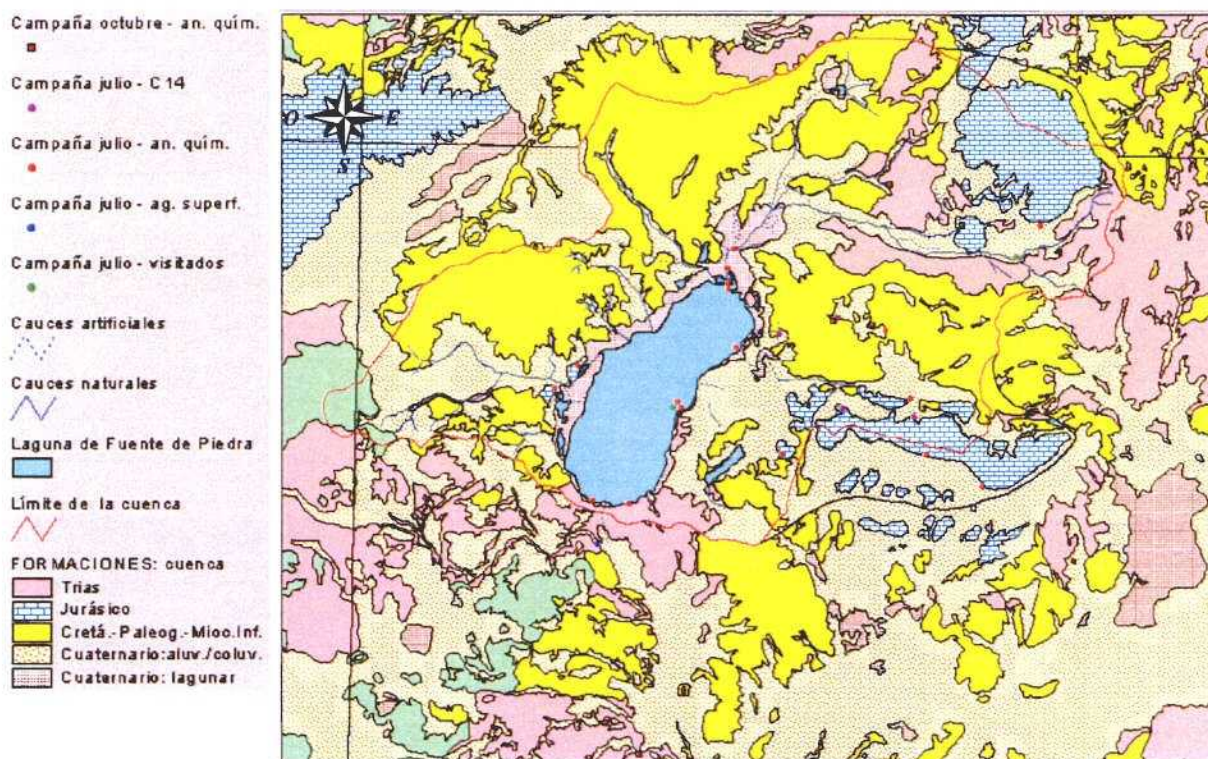 Campaña octubre - an. quím.
Campaña julio - C 14
Campaña julio - an. quím.
Campaña julio - ag. superf.
Campaña julio - visitados
Cauces artificiales
Cauces naturales
Laguna de Fuente de Piedra
Límite de la cuenca
FORMACIONES: cuenca
Trias
Jurásico
Cretá.-Paleog.-Mioc.Inf.
Cuaternario:aluv./coluv.
Cuaternario: lagunar
O
E
S